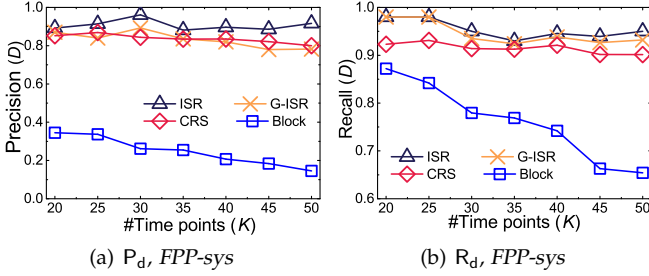 Precision (D)
1.0
0.8
0.6
0.4
0.2
0.0
ISR
G-ISR
CRS
Block
20 25 30 35 40 45 50
#Time points (K)
(a) Pd, FPP-sys
Recall (D)
1.0
0.9
0.8
0.7
0.6
ISR
G-ISR
CRS
Block
20 25 30 35 40 45 50
#Time points (K)
(b) Rd, FPP-sys